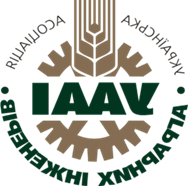 УКРАЇНСЬКА АСОЦІАЦІЯ
УААІ
АГРАРНИХ ІНЖЕНЕРІВ